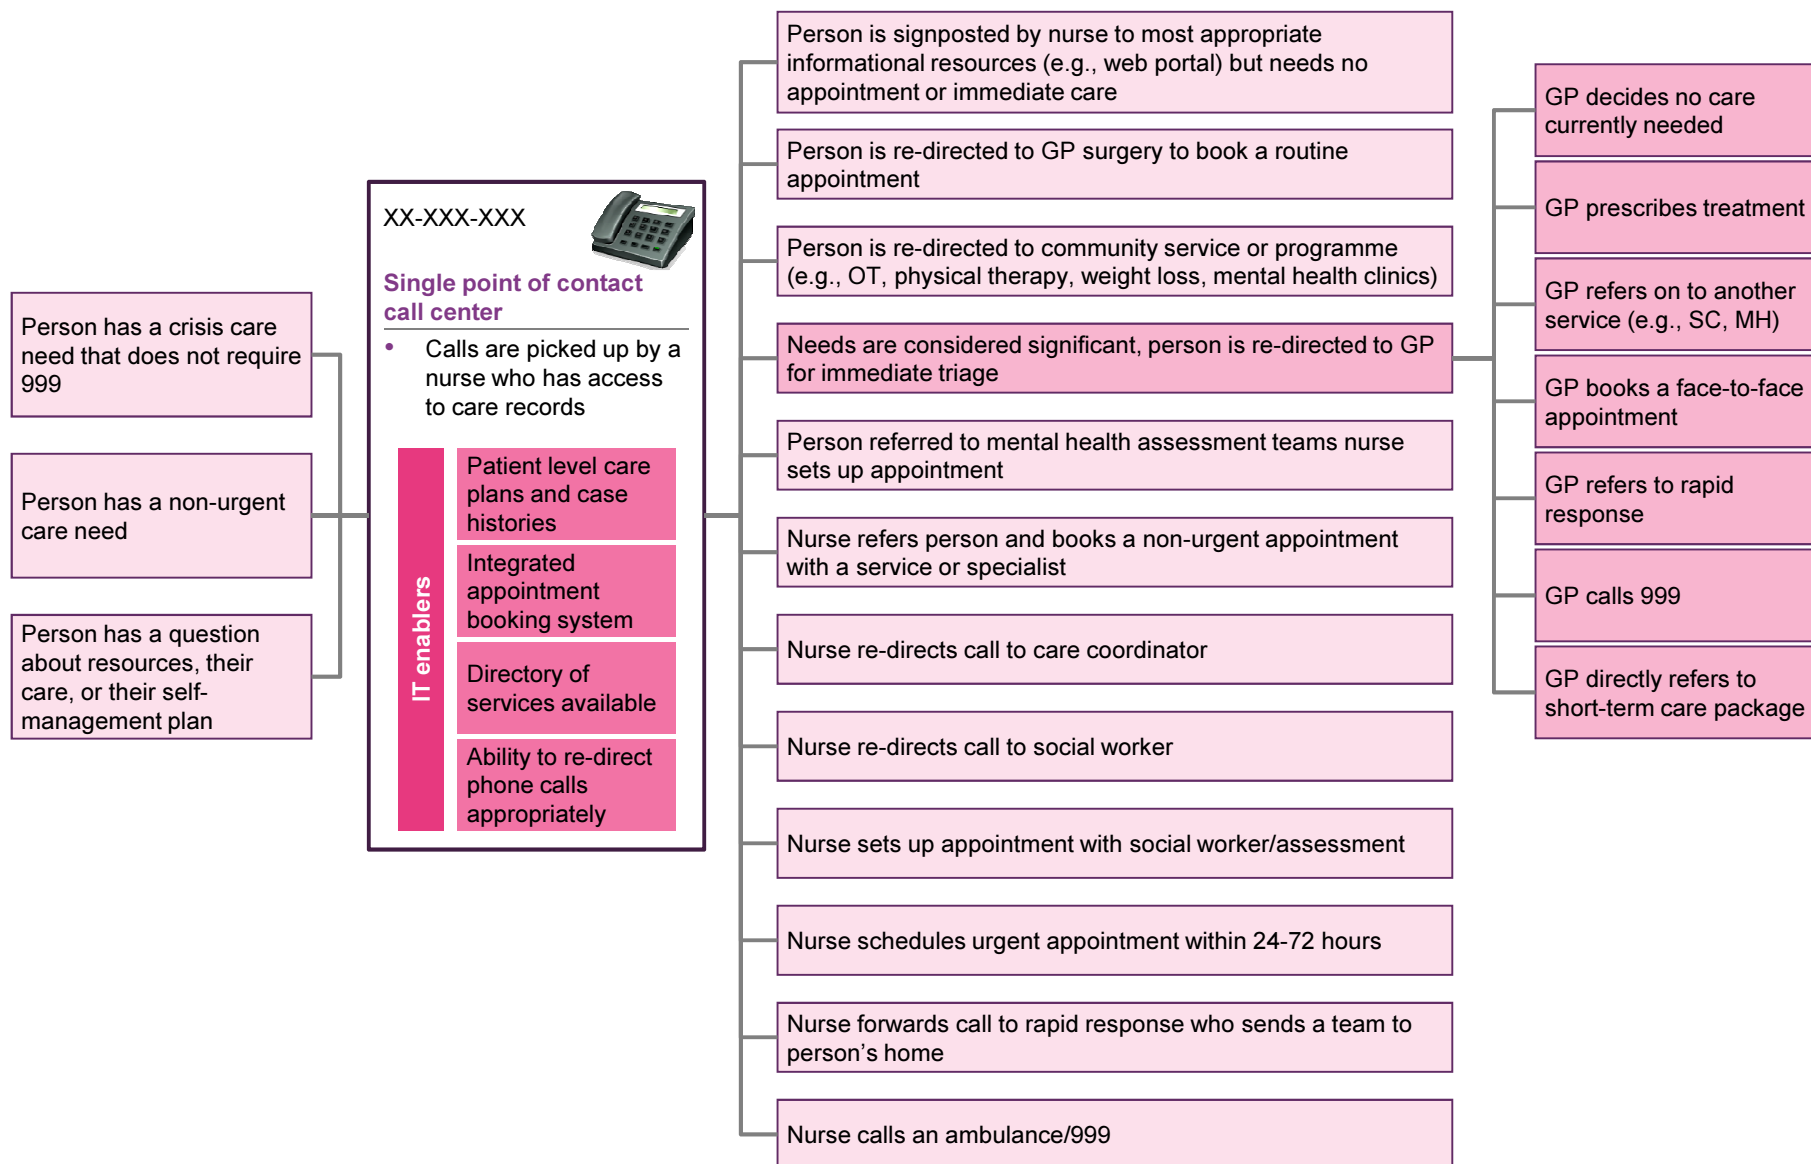 Person has a crisis care
need that does not require
999
Person has a non-urgent
care need
Person has a question
about resources, their
care, or their self-
management plan
XX-XXX-XXX
Single point of contact
call center
• Calls are picked up by a
nurse who has access
to care records
IT enablers
Patient level care
plans and case
histories
Integrated
appointment
booking system
Directory of
services available
Ability to re-direct
phone calls
appropriately
Person is signposted by nurse to most appropriate
informational resources (e.g., web portal) but needs no
appointment or immediate care
Person is re-directed to GP surgery to book a routine
appointment
Person is re-directed to community service or programme
(e.g., OT, physical therapy, weight loss, mental health clinics)
Needs are considered significant, person is re-directed to GP
for immediate triage
Person referred to mental health assessment teams nurse
sets up appointment
Nurse refers person and books a non-urgent appointment
with a service or specialist
Nurse re-directs call to care coordinator
Nurse re-directs call to social worker
Nurse sets up appointment with social worker/assessment
Nurse schedules urgent appointment within 24-72 hours
Nurse forwards call to rapid response who sends a team to
person’s home
Nurse calls an ambulance/999
GP decides no care
currently needed
GP prescribes treatment
GP refers on to another
service (e.g., SC, MH)
GP books a face-to-face
appointment
GP refers to rapid
response
GP calls 999
GP directly refers to
short-term care package